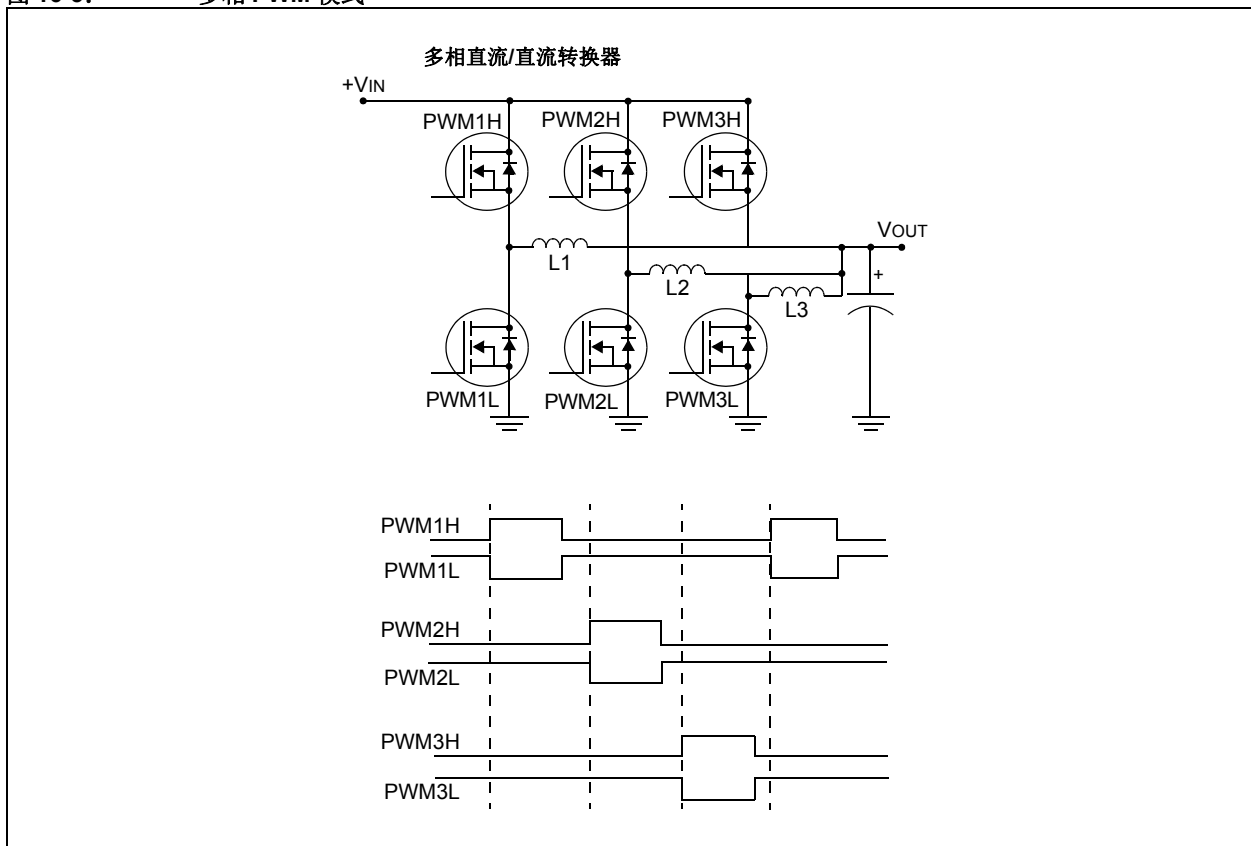 多相直流/直流转换器
+VIN
PWM1H PWM2H PWM3H
VOUT
L1
L2
+
L3
PWM1L PWM2L PWM3L
PWM1H
PWM1L
PWM2H
PWM2L
PWM3H
PWM3L